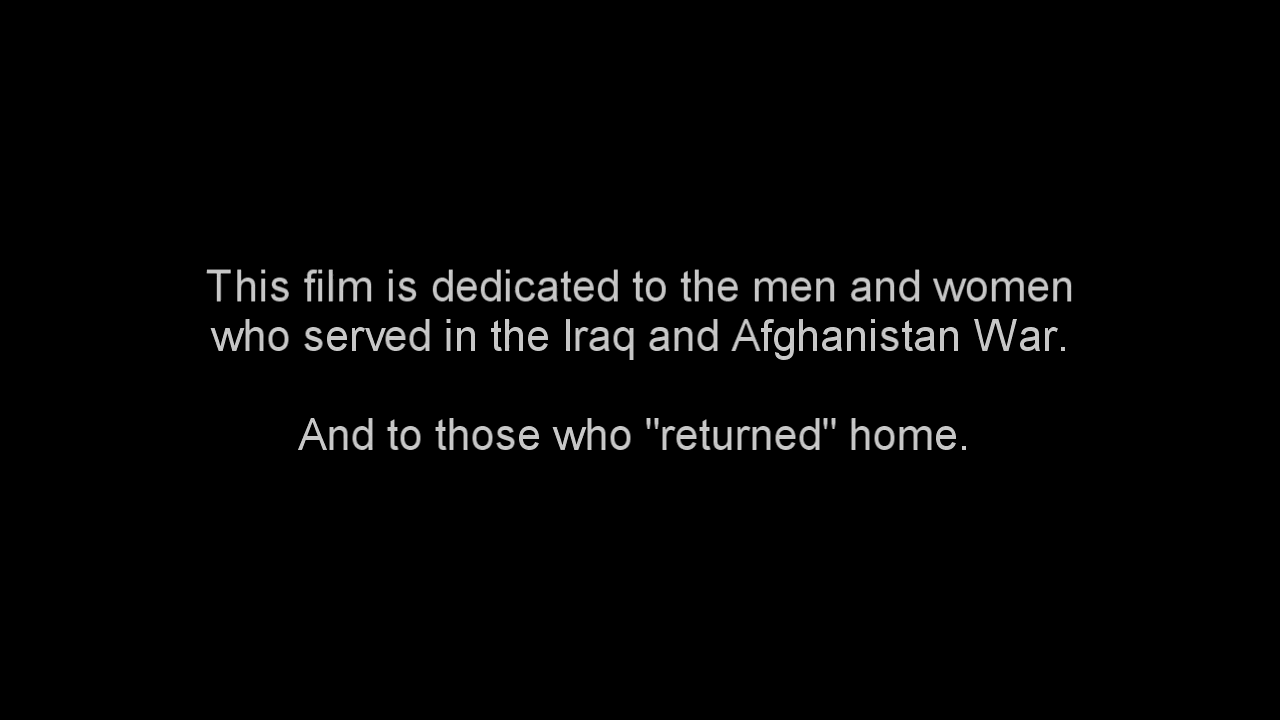 This film is dedicated to the men and women
who served in the Iraq and Afghanistan War.
And to those who "returned" home.